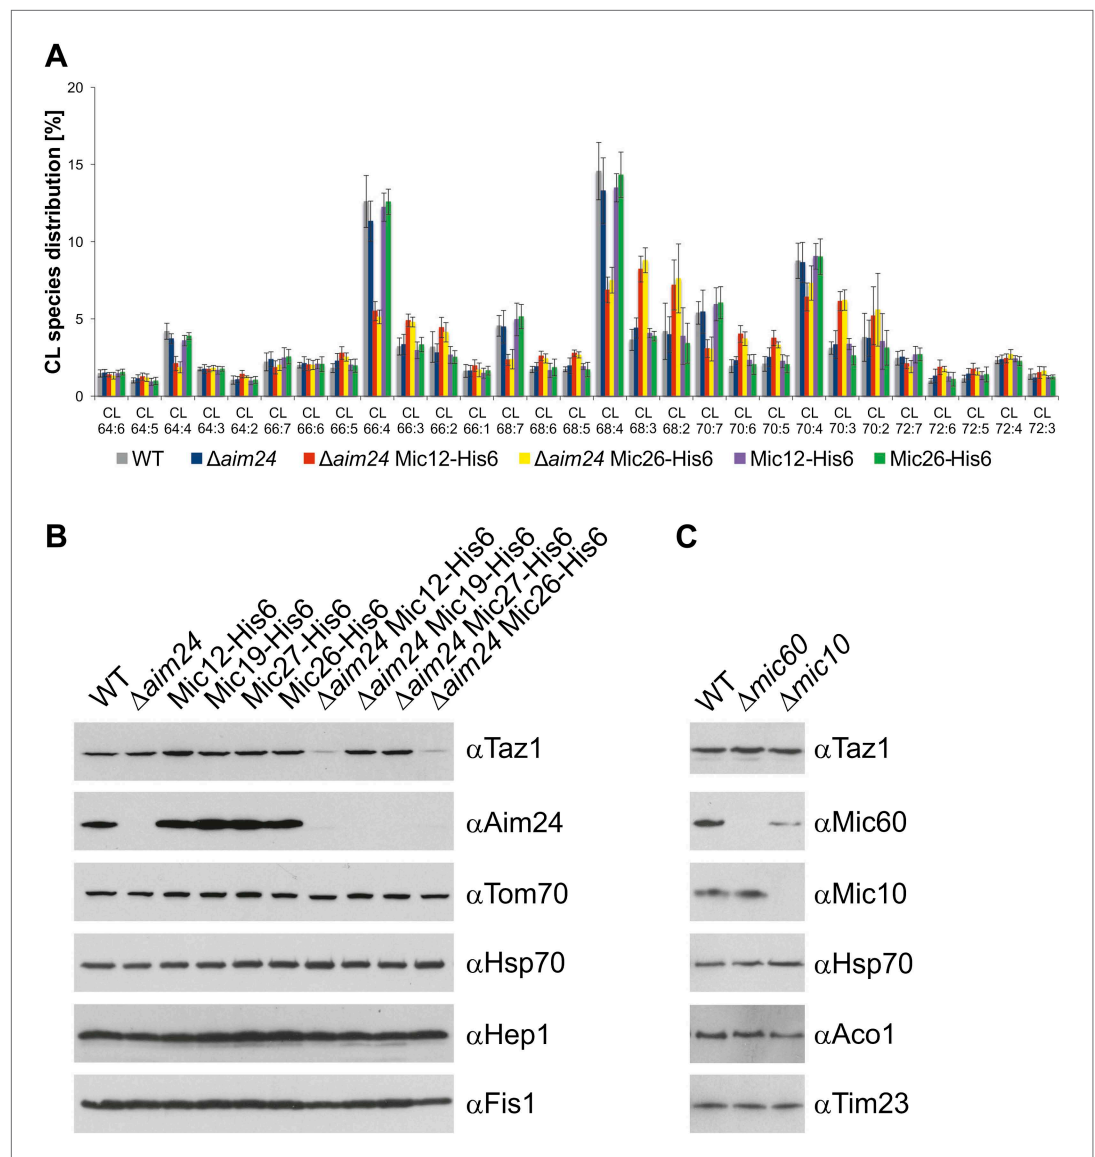 A
CL species distribution [%]
20
15
10
5
0
CL CL CL CL CL CL CL CL CL CL CL CL CL CL CL CL CL CL CL CL CL CL CL CL CL CL CL CL CL
64:6 64:5 64:4 64:3 64:2 66:7 66:6 66:5 66:4 66:3 66:2 66:1 68:7 68:6 68:5 68:4 68:3 68:2 70:7 70:6 70:5 70:4 70:3 70:2 72:7 72:6 72:5 72:4 72:3
WT Δaim24 Δaim24 Mic12-His6 Δaim24 Mic26-His6 Mic12-His6 Mic26-His6
B
WT
Δaim24
Mic12-His6
Mic19-His6
Mic27-His6
Mic26-His6
Δaim24 Mic12-His6
Δaim24 Mic19-His6
Δaim24 Mic27-His6
Δaim24 Mic26-His6
αTaz1
αAim24
αTom70
αHsp70
αHep1
αFis1
C
WT
Δmic60
Δmic10
αTaz1
αMic60
αMic10
αHsp70
αAco1
αTim23